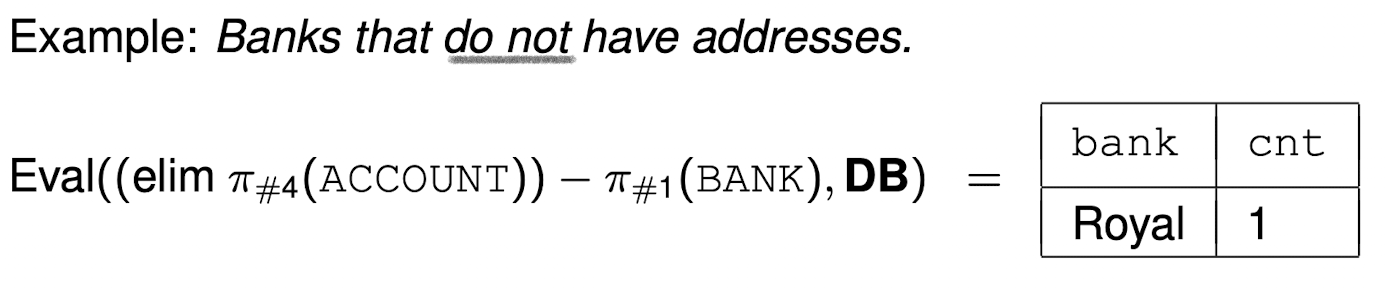 Example: Banks that do not have addresses.
Eval((elim π#4(ACCOUNT)) − π#1(BANK), DB) =
bank cnt
Royal 1